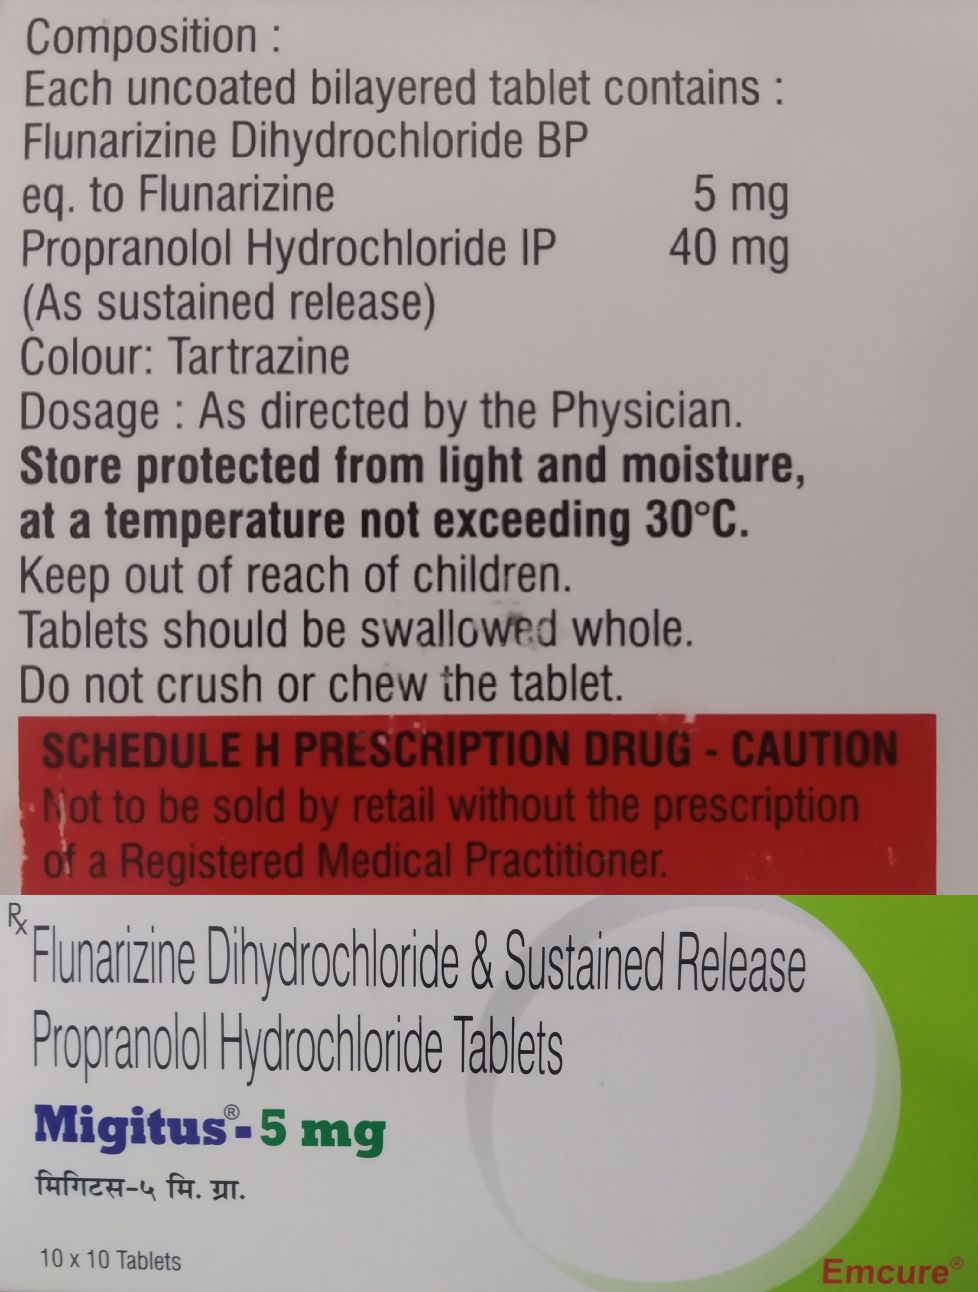 Composition :
Each uncoated bilayered tablet contains :
Flunarizine Dihydrochloride BP
eq. to Flunarizine 5 mg
Propranolol Hydrochloride IP 40 mg
(As sustained release)
Colour: Tartrazine
Dosage : As directed by the Physician.
Store protected from light and moisture,
at a temperature not exceeding 30°C.
Keep out of reach of children.
Tablets should be swallowed whole.
Do not crush or chew the tablet.
SCHEDULE H PRESCRIPTION DRUG - CAUTION
Not to be sold by retail without the prescription
of a Registered Medical Practitioner.
Rx Flunarizine Dihydrochloride & Sustained Release
Propranolol Hydrochloride Tablets
Migitus®-5 mg
मिगिटस-५ मि. ग्रा.
10 x 10 Tablets
Emcure®